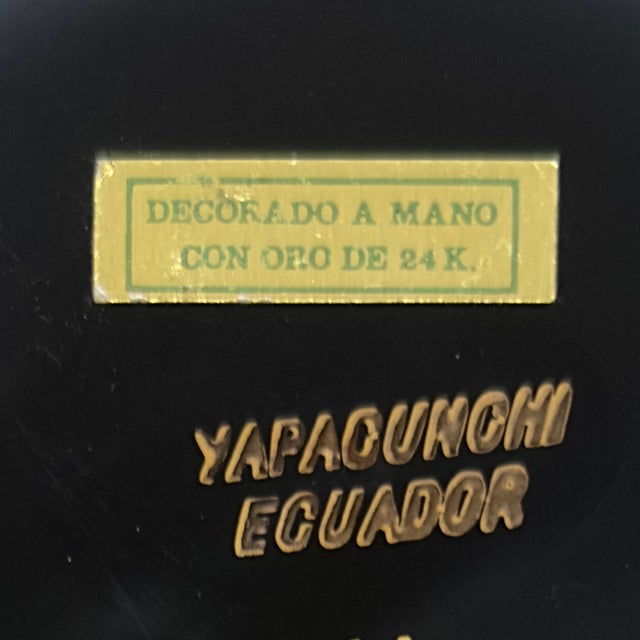 DECORADO A MANO
CON ORO DE 24 K.
YAPACUNCHI
ECUADOR